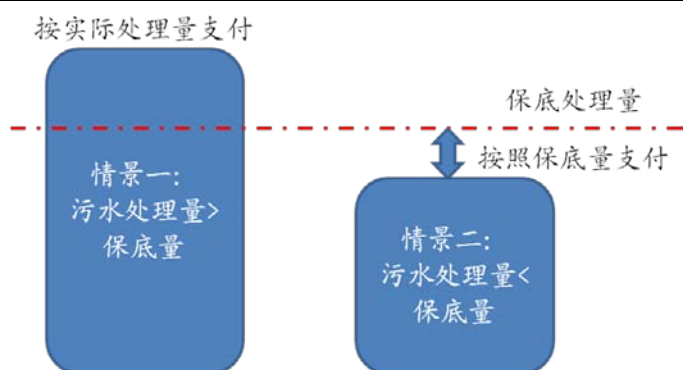 按实际处理量支付
保底处理量
按照保底量支付
情景一:
污水处理量>
保底量
情景二:
污水处理量<
保底量